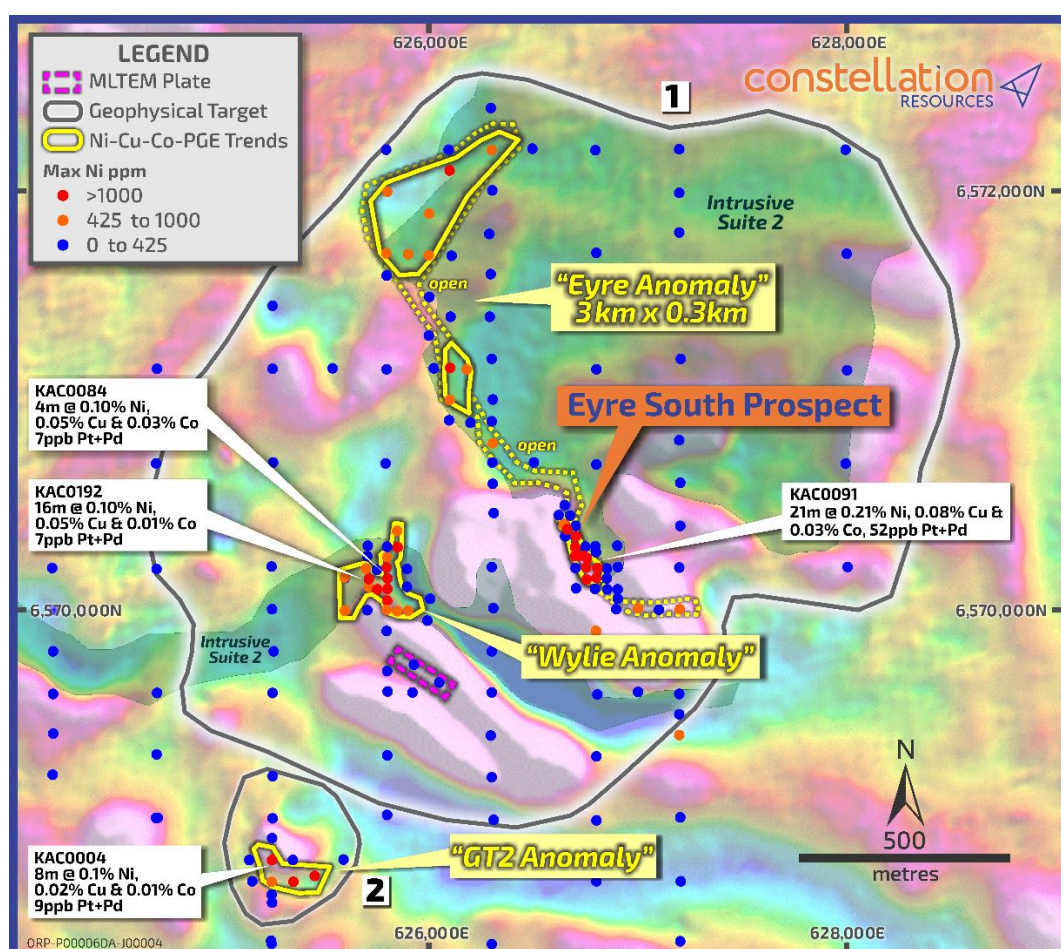 626,000E
628,000E
LEGEND
MLTEM Plate
Geophysical Target
Ni-Cu-Co-PGE Trends
Max Ni ppm
>1000
425 to 1000
0 to 425
constellation
RESOURCES
1
6,572,000N
Intrusive
Suite 2
open
"Eyre Anomaly"
3km x 0.3km
KAC0084
4m @ 0.10% Ni,
0.05% Cu & 0.03% Co
7ppb Pt+Pd
Eyre South Prospect
open
KAC0192
16m @ 0.10% Ni,
0.05% Cu & 0.01% Co
7ppb Pt+Pd
KAC0091
21m @ 0.21% Ni, 0.08% Cu &
0.03% Co, 52ppb Pt+Pd
6,570,000N
6,570,000N
Intrusive
Suite 2
"Wylie Anomaly"
N
500
metres
KAC0004
8m @ 0.1% Ni,
0.02% Cu & 0.01% Co
9ppb Pt+Pd
"GT2 Anomaly"
2
ORP-P00006DA-J00004
626,000E
628,000E